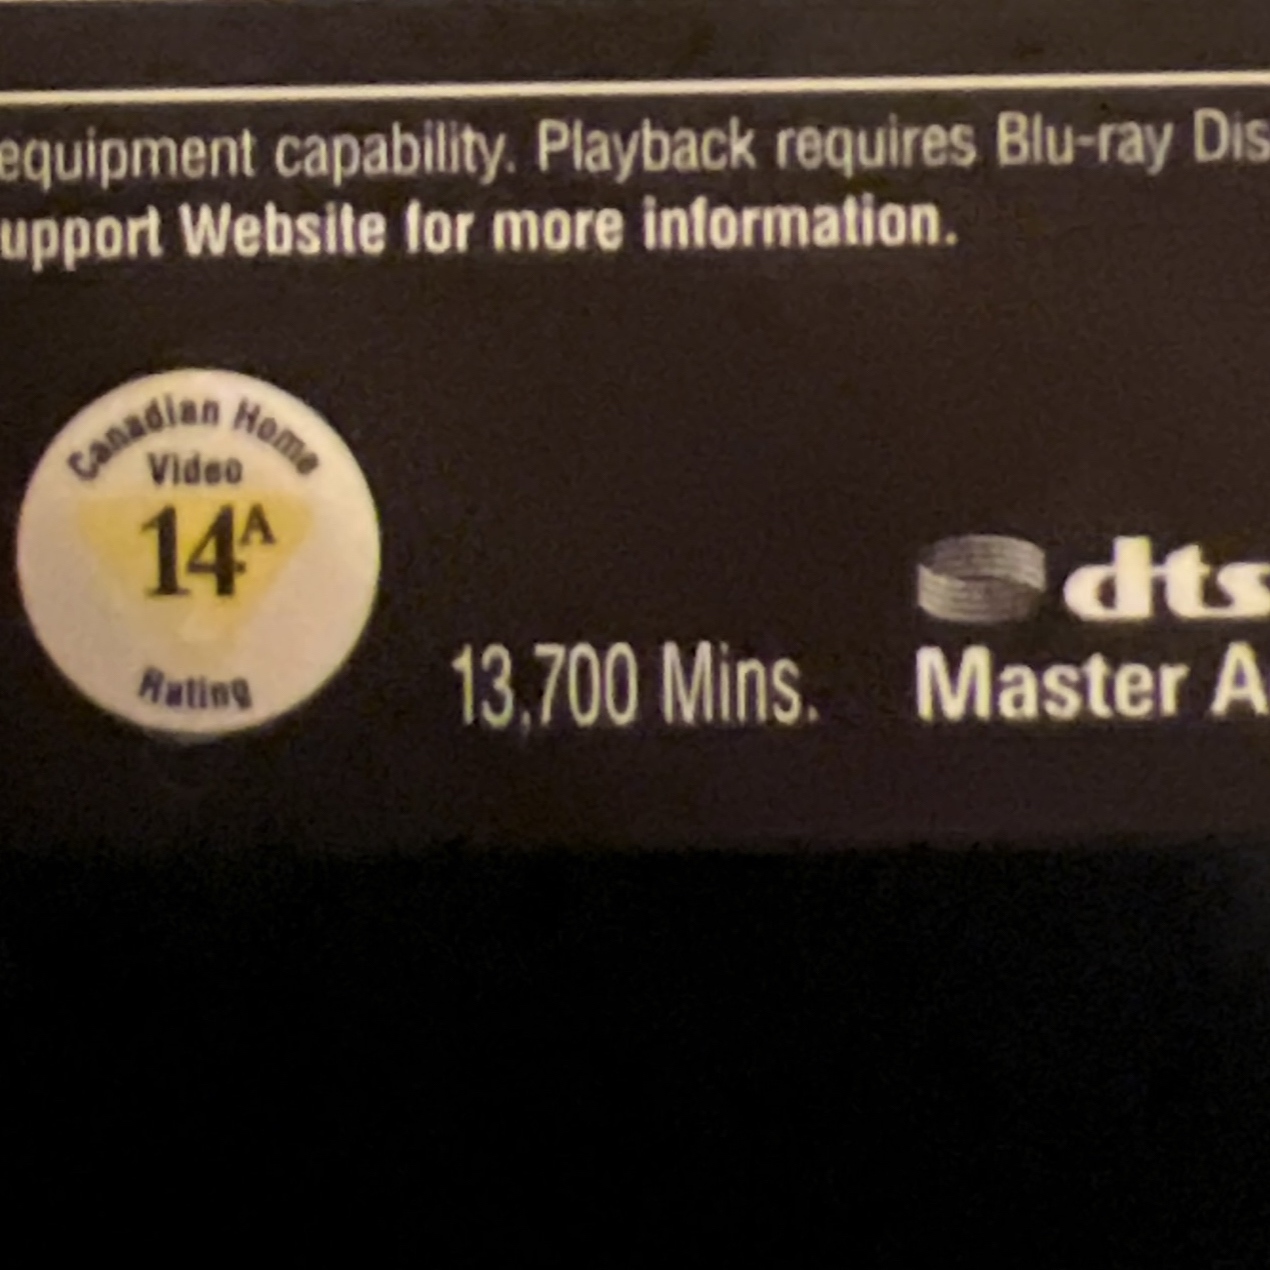 equipment capability. Playback requires Blu-ray Dis
upport Website for more information.
Canadian Home
Video
14A
Rating
13,700 Mins.
dts
Master A